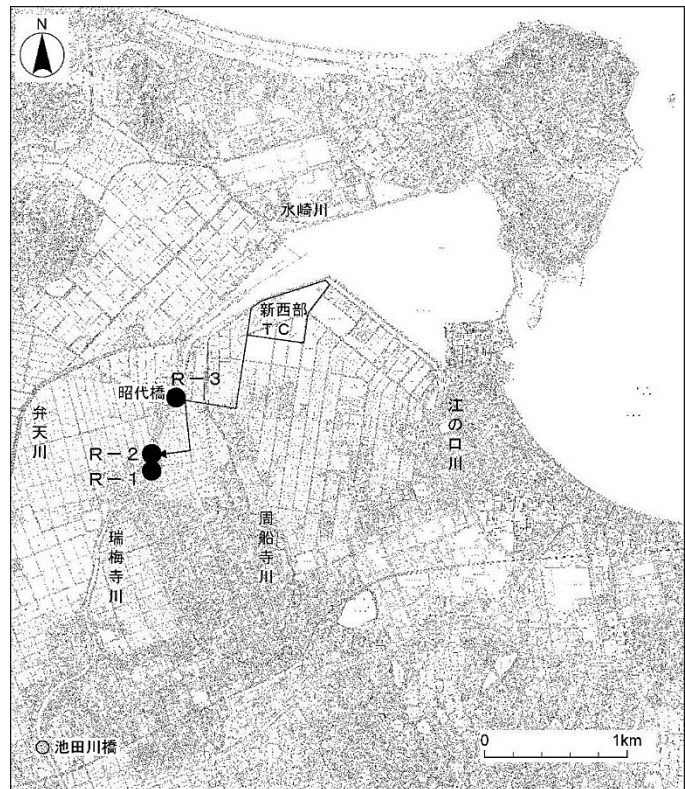 N
水崎川
新西部
TC
R－3
昭代橋
弁天川
江の口川
R－2
R－1
瑞梅寺川
周船寺川
池田川橋
0 1km